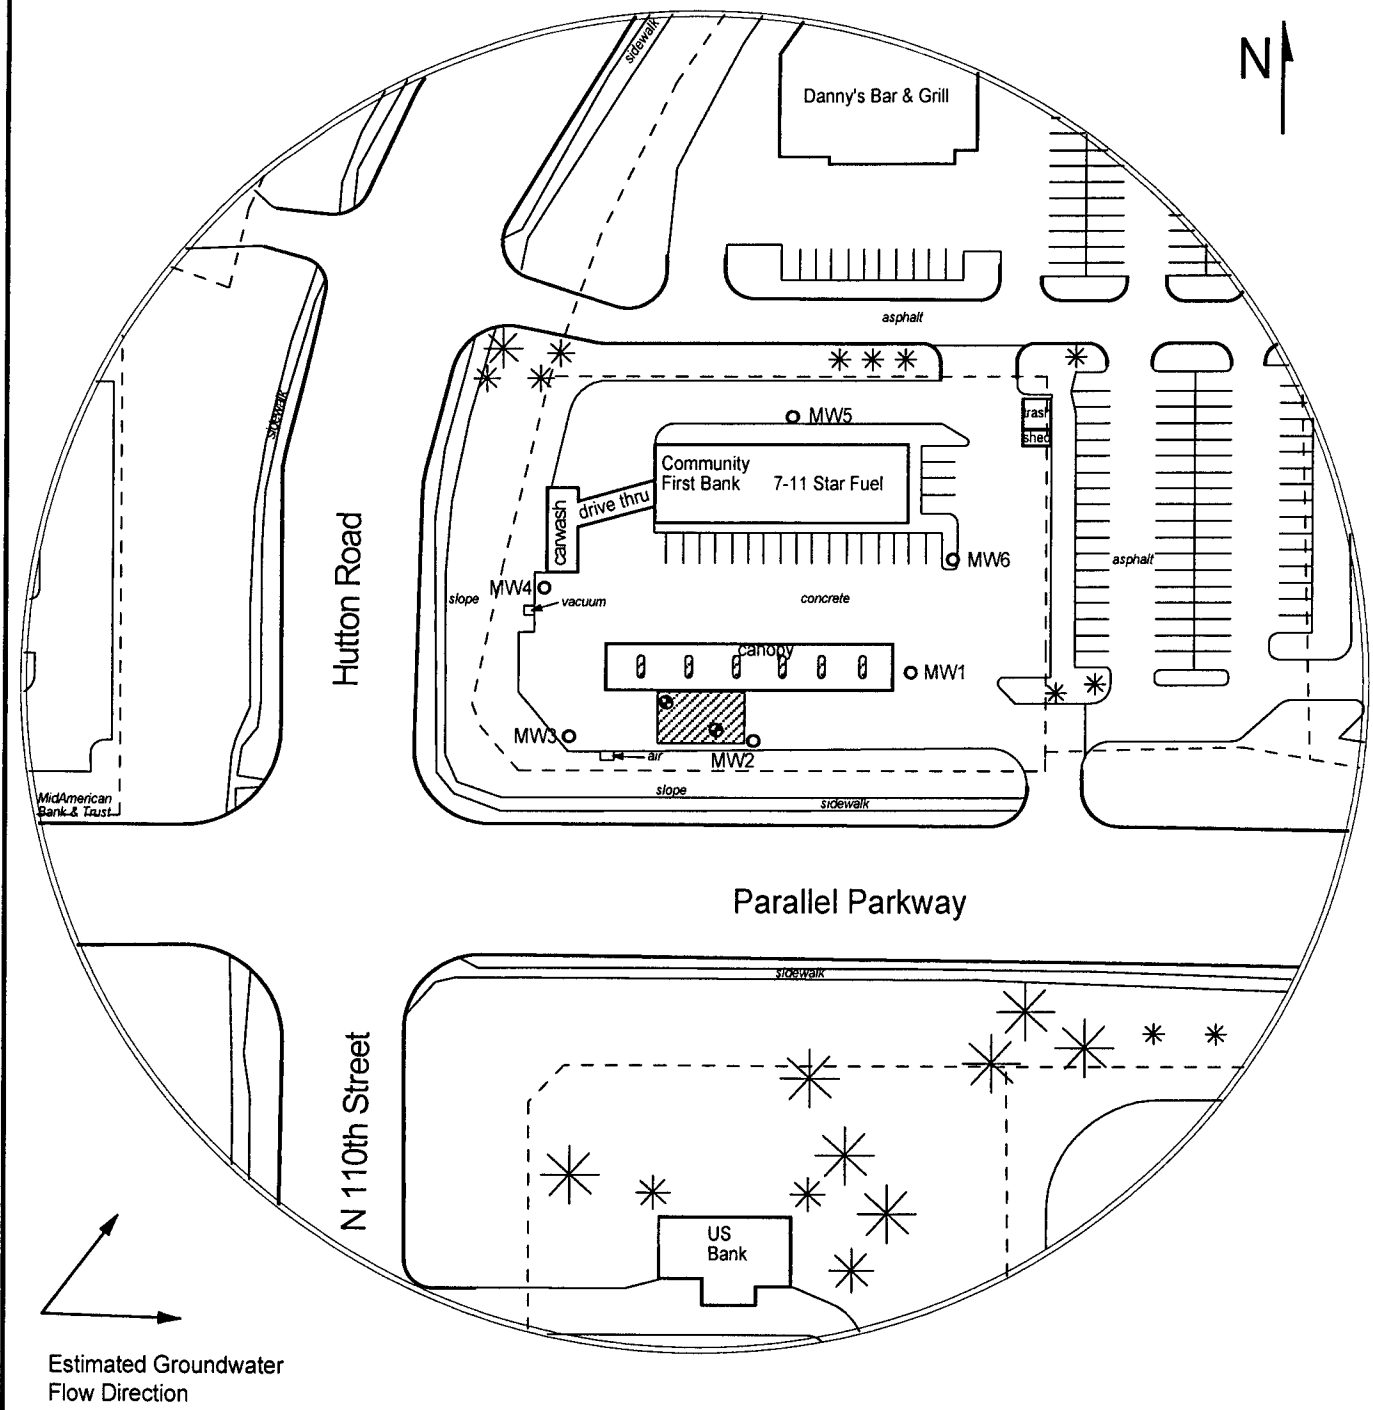 sidewalk
N
Danny's Bar & Grill
asphalt
sidewalk
MW5
trash
shed
Community
First Bank
7-11 Star Fuel
drive thru
carwash
MW6
asphalt
Hutton Road
MW4
slope
vacuum
concrete
canopy
MW1
MW3
air
MW2
slope
sidewalk
MidAmerican
Bank & Trust
Parallel Parkway
sidewalk
N 110th Street
US
Bank
Estimated Groundwater
Flow Direction